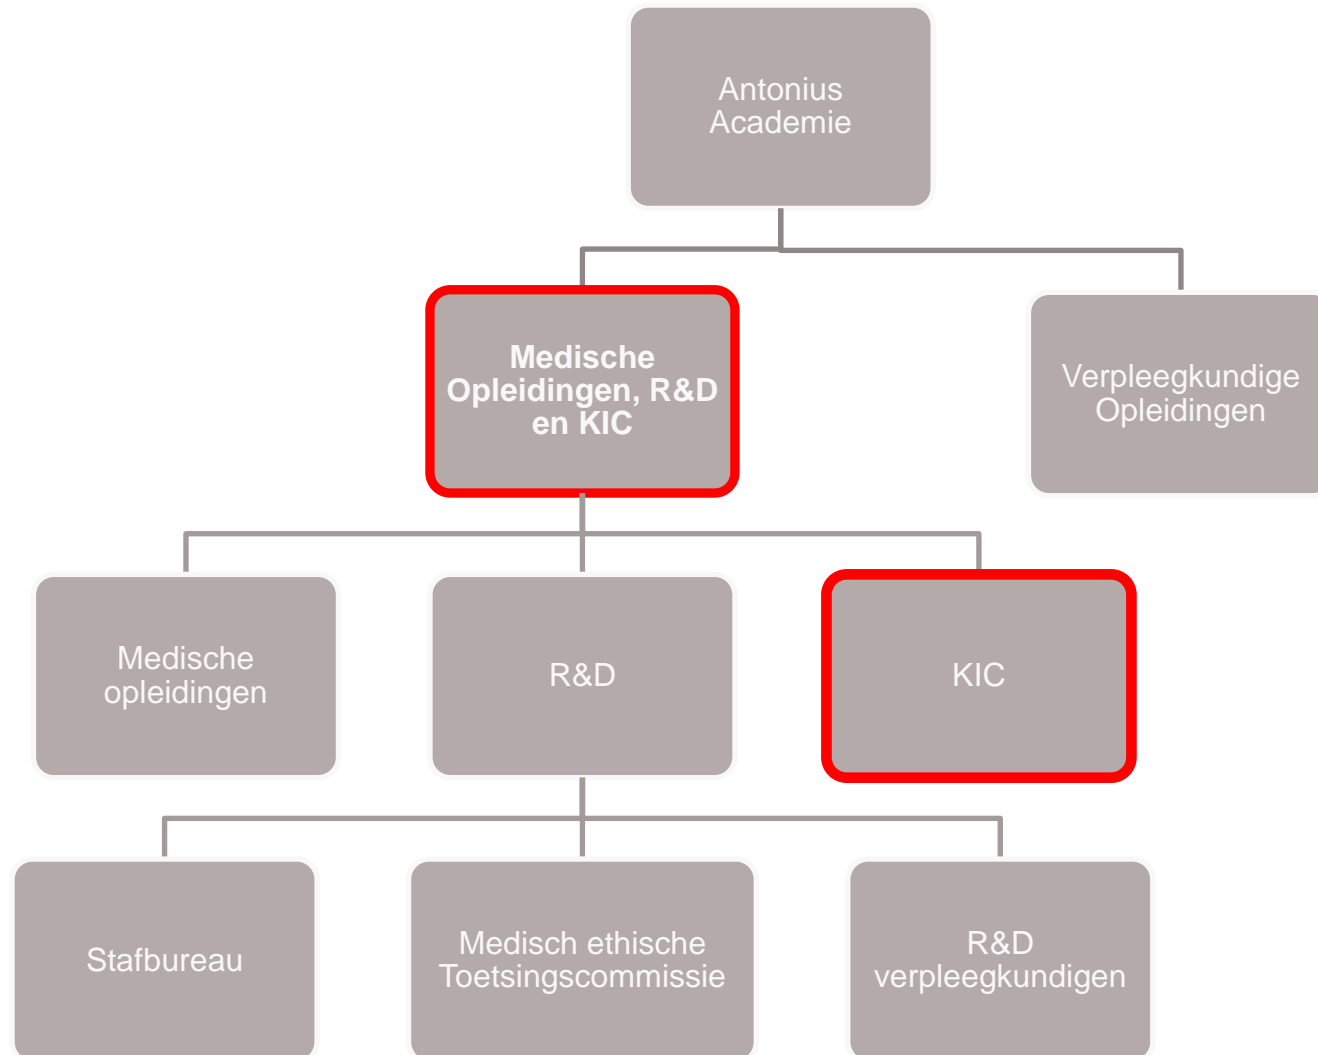 Antonius
Academie
Medische
Opleidingen, R&D
en KIC
Verpleegkundige
Opleidingen
Medische
opleidingen
R&D
KIC
Stafbureau
Medisch ethische
Toetsingscommissie
R&D
verpleegkundigen